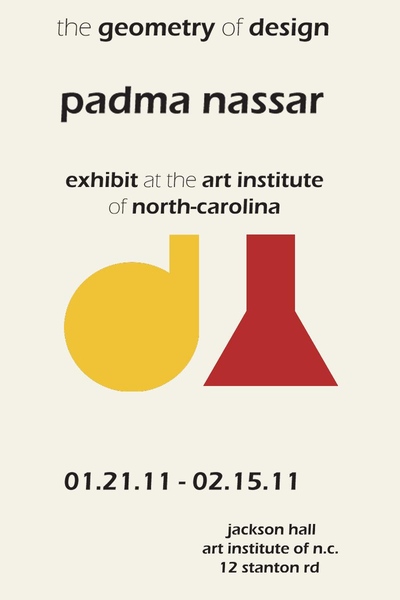 the geometry of design
padma nassar
exhibit at the art institute
of north-carolina
01.21.11 - 02.15.11
jackson hall
art institute of n.c.
12 stanton rd